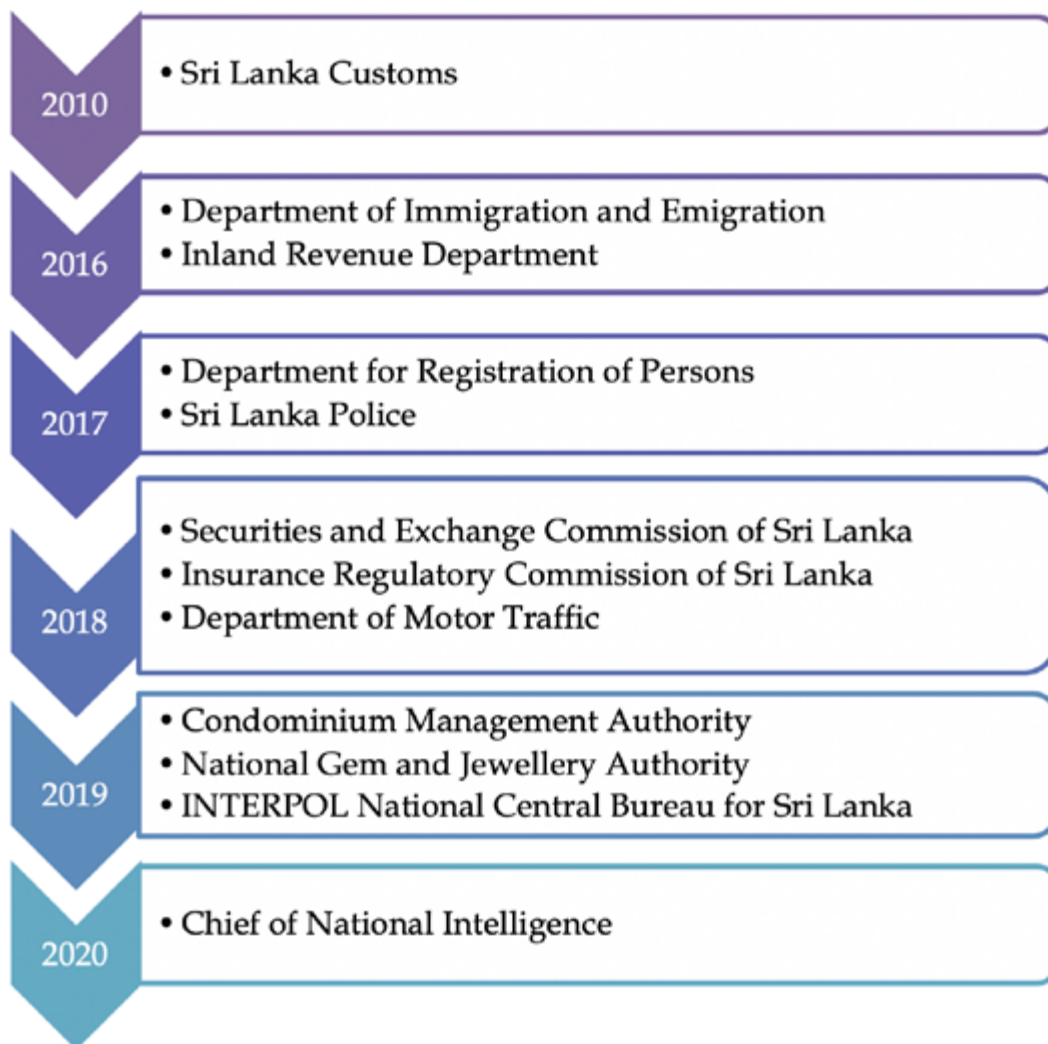 2010
• Sri Lanka Customs
2016
• Department of Immigration and Emigration
• Inland Revenue Department
2017
• Department for Registration of Persons
• Sri Lanka Police
2018
• Securities and Exchange Commission of Sri Lanka
• Insurance Regulatory Commission of Sri Lanka
• Department of Motor Traffic
2019
• Condominium Management Authority
• National Gem and Jewellery Authority
• INTERPOL National Central Bureau for Sri Lanka
2020
• Chief of National Intelligence